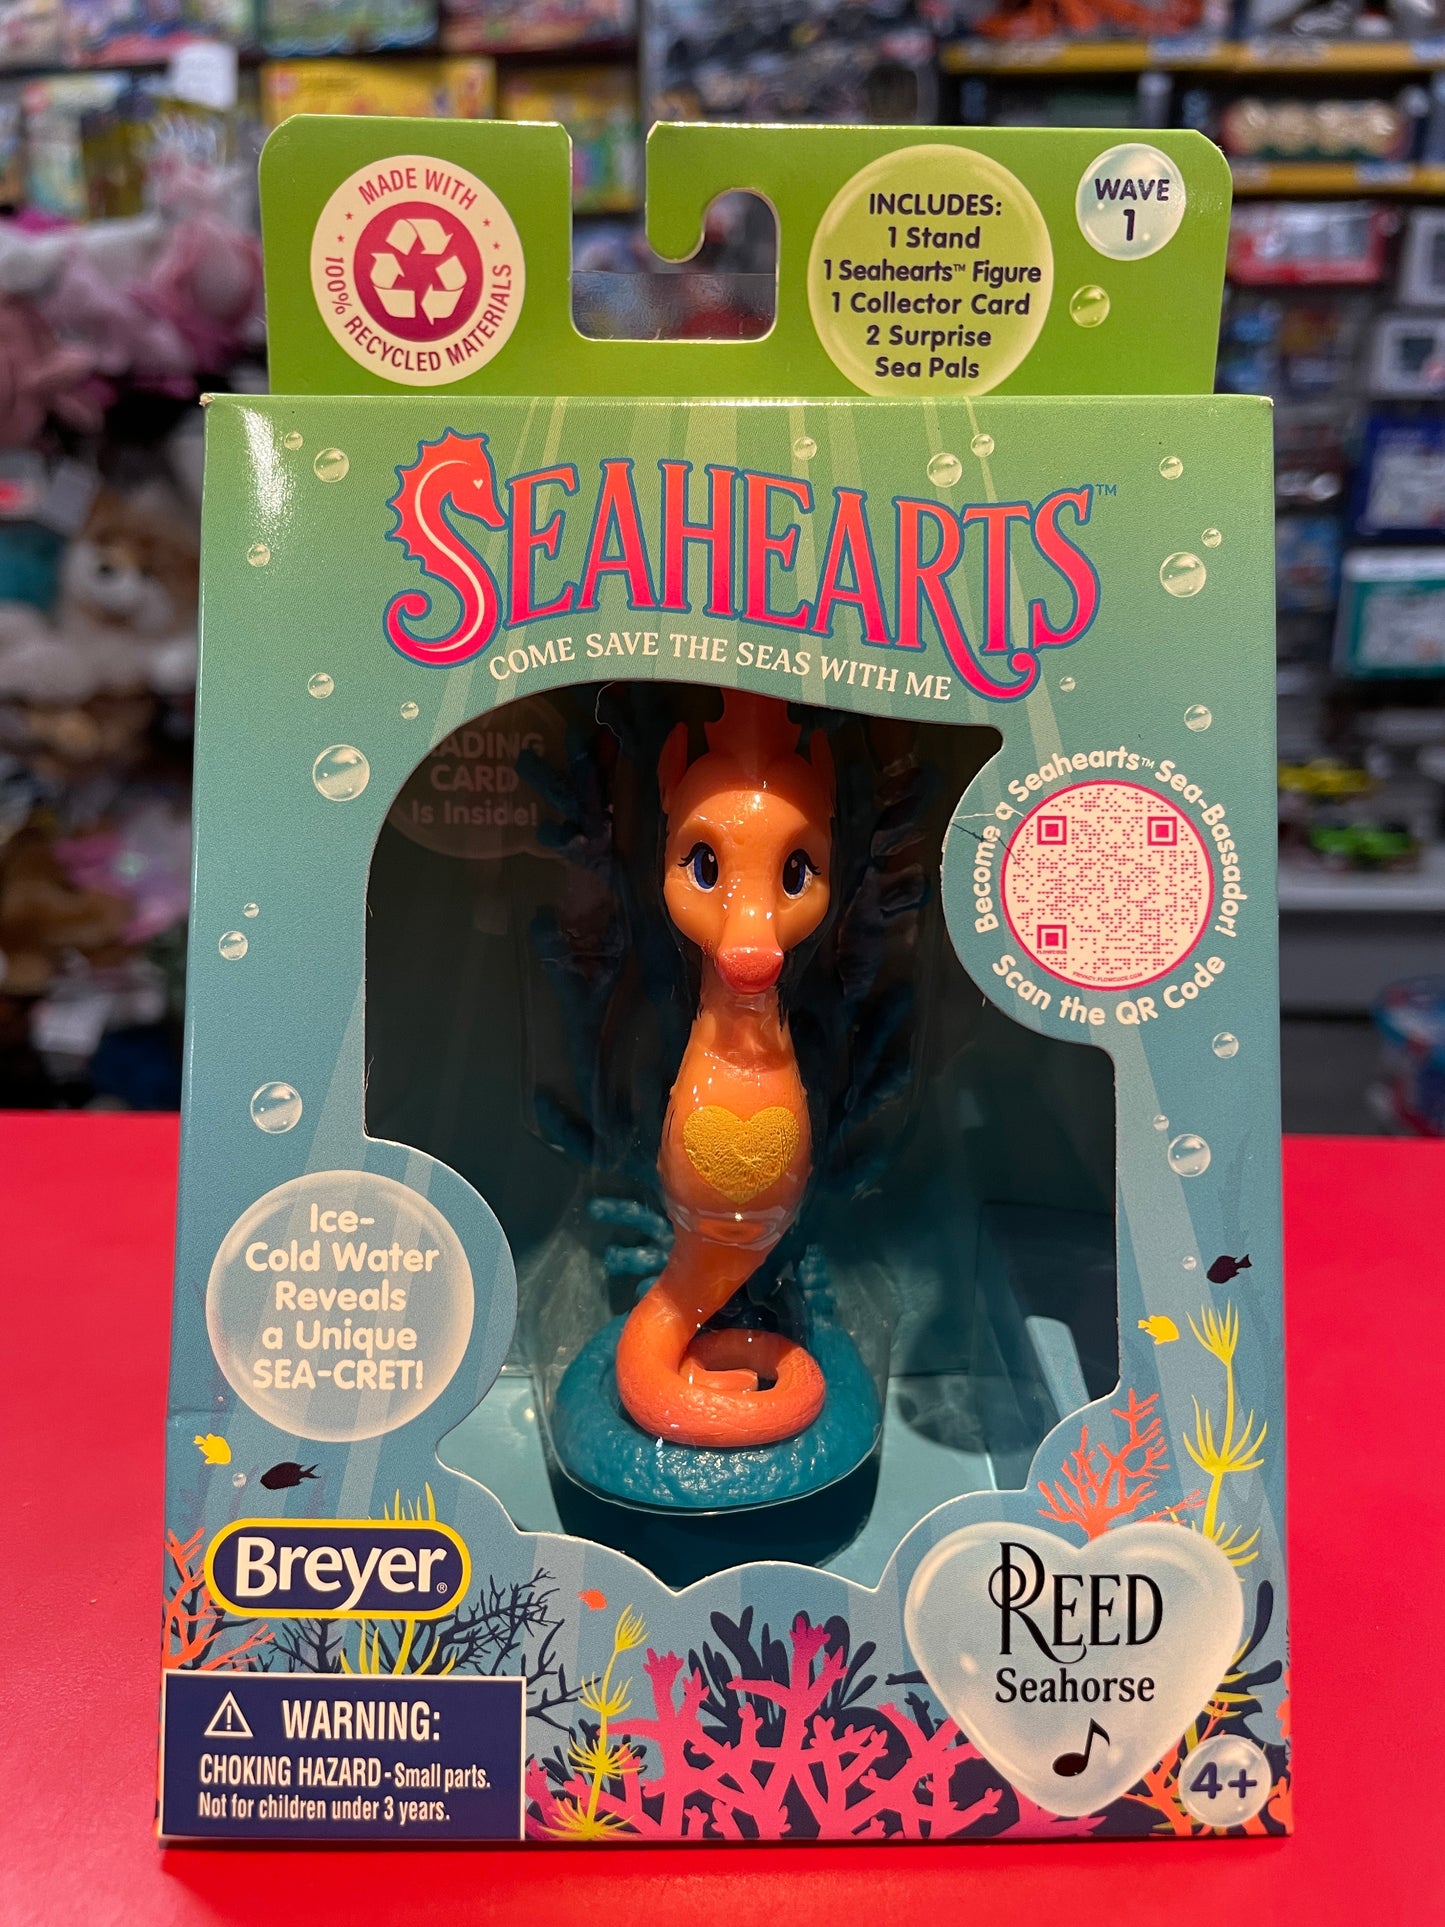 MADE WITH
100% RECYCLED MATERIALS
INCLUDES:
1 Stand
1 Seahearts™ Figure
1 Collector Card
2 Surprise
Sea Pals
WAVE
1
SEAHEARTS™
COME SAVE THE SEAS WITH ME
CARD
Is Inside!
Become a Seahearts™ Sea-Bassador!
Scan the QR Code
Ice-
Cold Water
Reveals
a Unique
SEA-CRET!
Breyer®
REED
Seahorse
4+
WARNING:
CHOKING HAZARD - Small parts.
Not for children under 3 years.